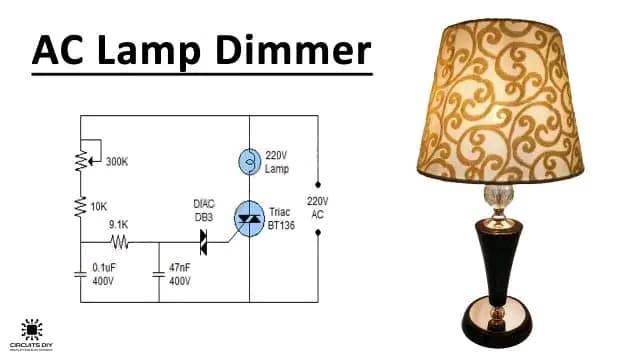 AC Lamp Dimmer
300K
10K
9.1K
0.1uF
400V
47nF
400V
DIAC
DB3
220V
Lamp
Triac
BT136
220V
AC
CIRCUITS DIY